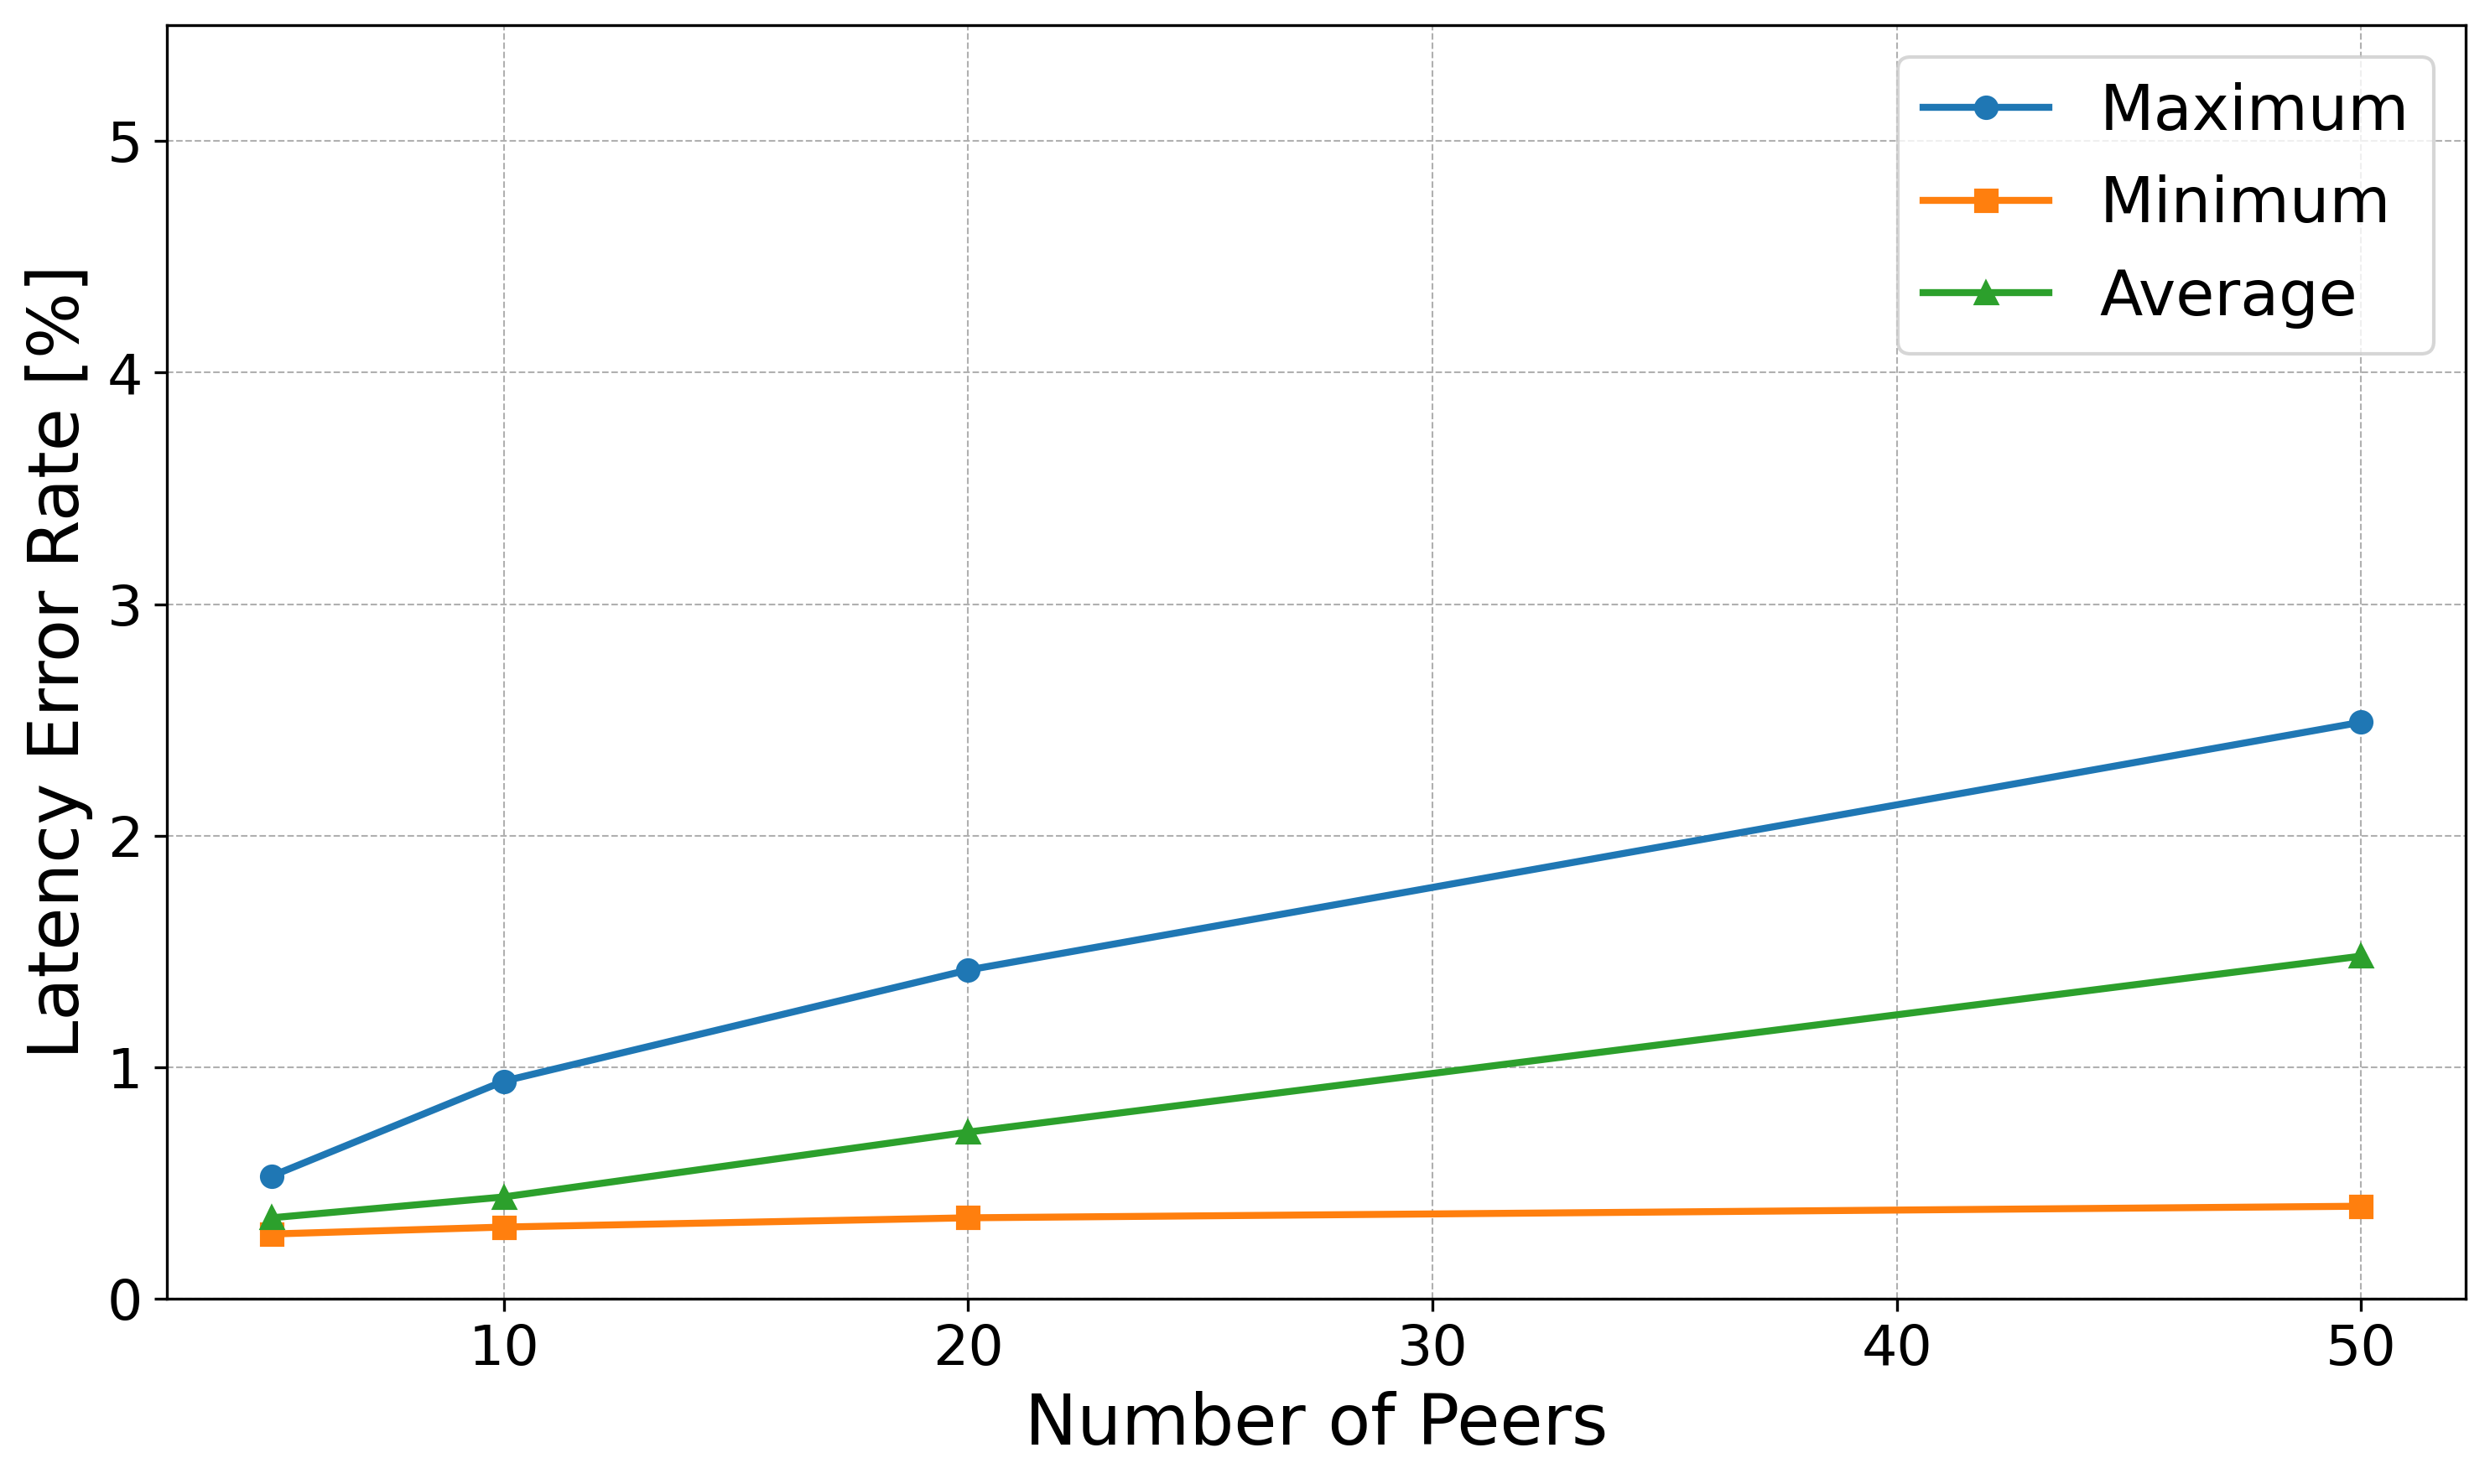 Maximum
Minimum
Average
Latency Error Rate [%]
5
4
3
2
1
0
10 20 30 40 50
Number of Peers